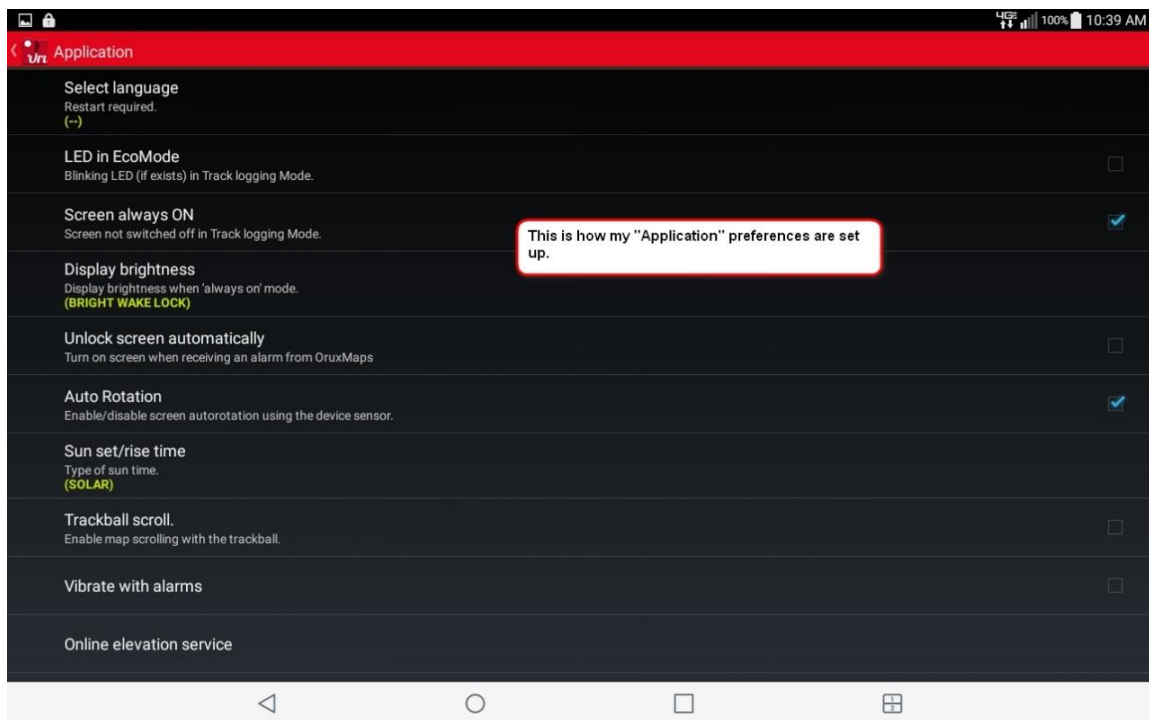 4GE 100% 10:39 AM
Application
Select language
Restart required.
(--)
LED in EcoMode
Blinking LED (if exists) in Track logging Mode.
Screen always ON
Screen not switched off in Track logging Mode.
This is how my "Application" preferences are set
up.
Display brightness
Display brightness when 'always on' mode.
(BRIGHT WAKE LOCK)
Unlock screen automatically
Turn on screen when receiving an alarm from OruxMaps
Auto Rotation
Enable/disable screen autorotation using the device sensor.
Sun set/rise time
Type of sun time.
(SOLAR)
Trackball scroll.
Enable map scrolling with the trackball.
Vibrate with alarms
Online elevation service